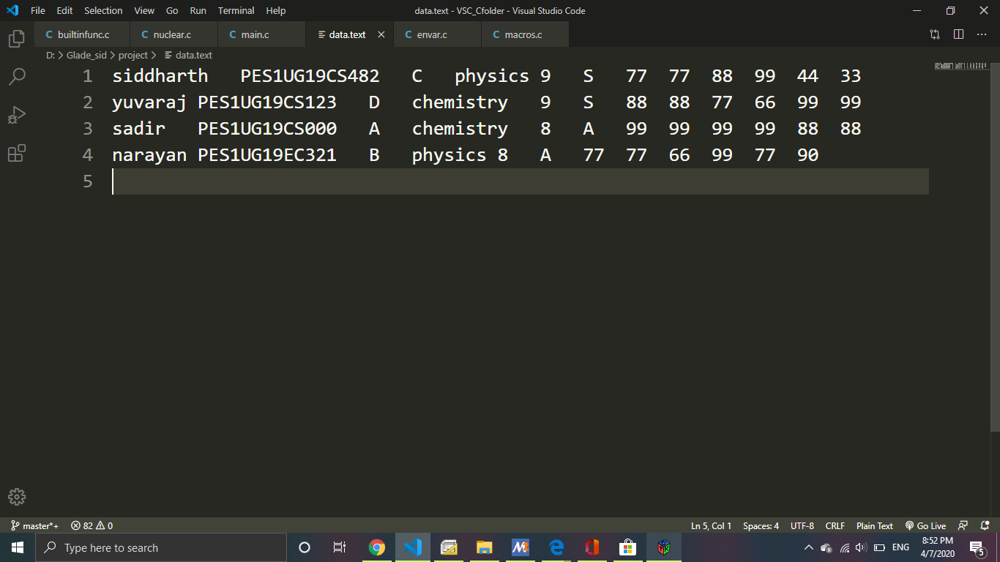 File Edit Selection View Go Run Terminal Help data.text - VSC_Cfolder - Visual Studio Code
C builtinfunc.c C nuclear.c C main.c data.text C envar.c C macros.c
D: > Glade_sid > project > data.text
1 siddharth PES1UG19CS482 C physics 9 S 77 77 88 99 44 33
2 yuvaraj PES1UG19CS123 D chemistry 9 S 88 88 77 66 99 99
3 sadir PES1UG19CS000 A chemistry 8 A 99 99 99 99 88 88
4 narayan PES1UG19EC321 B physics 8 A 77 77 66 99 77 90
5
master*+ 82 0 Ln 5, Col 1 Spaces: 4 UTF-8 CRLF Plain Text Go Live
Type here to search ENG 8:52 PM
4/7/2020 5